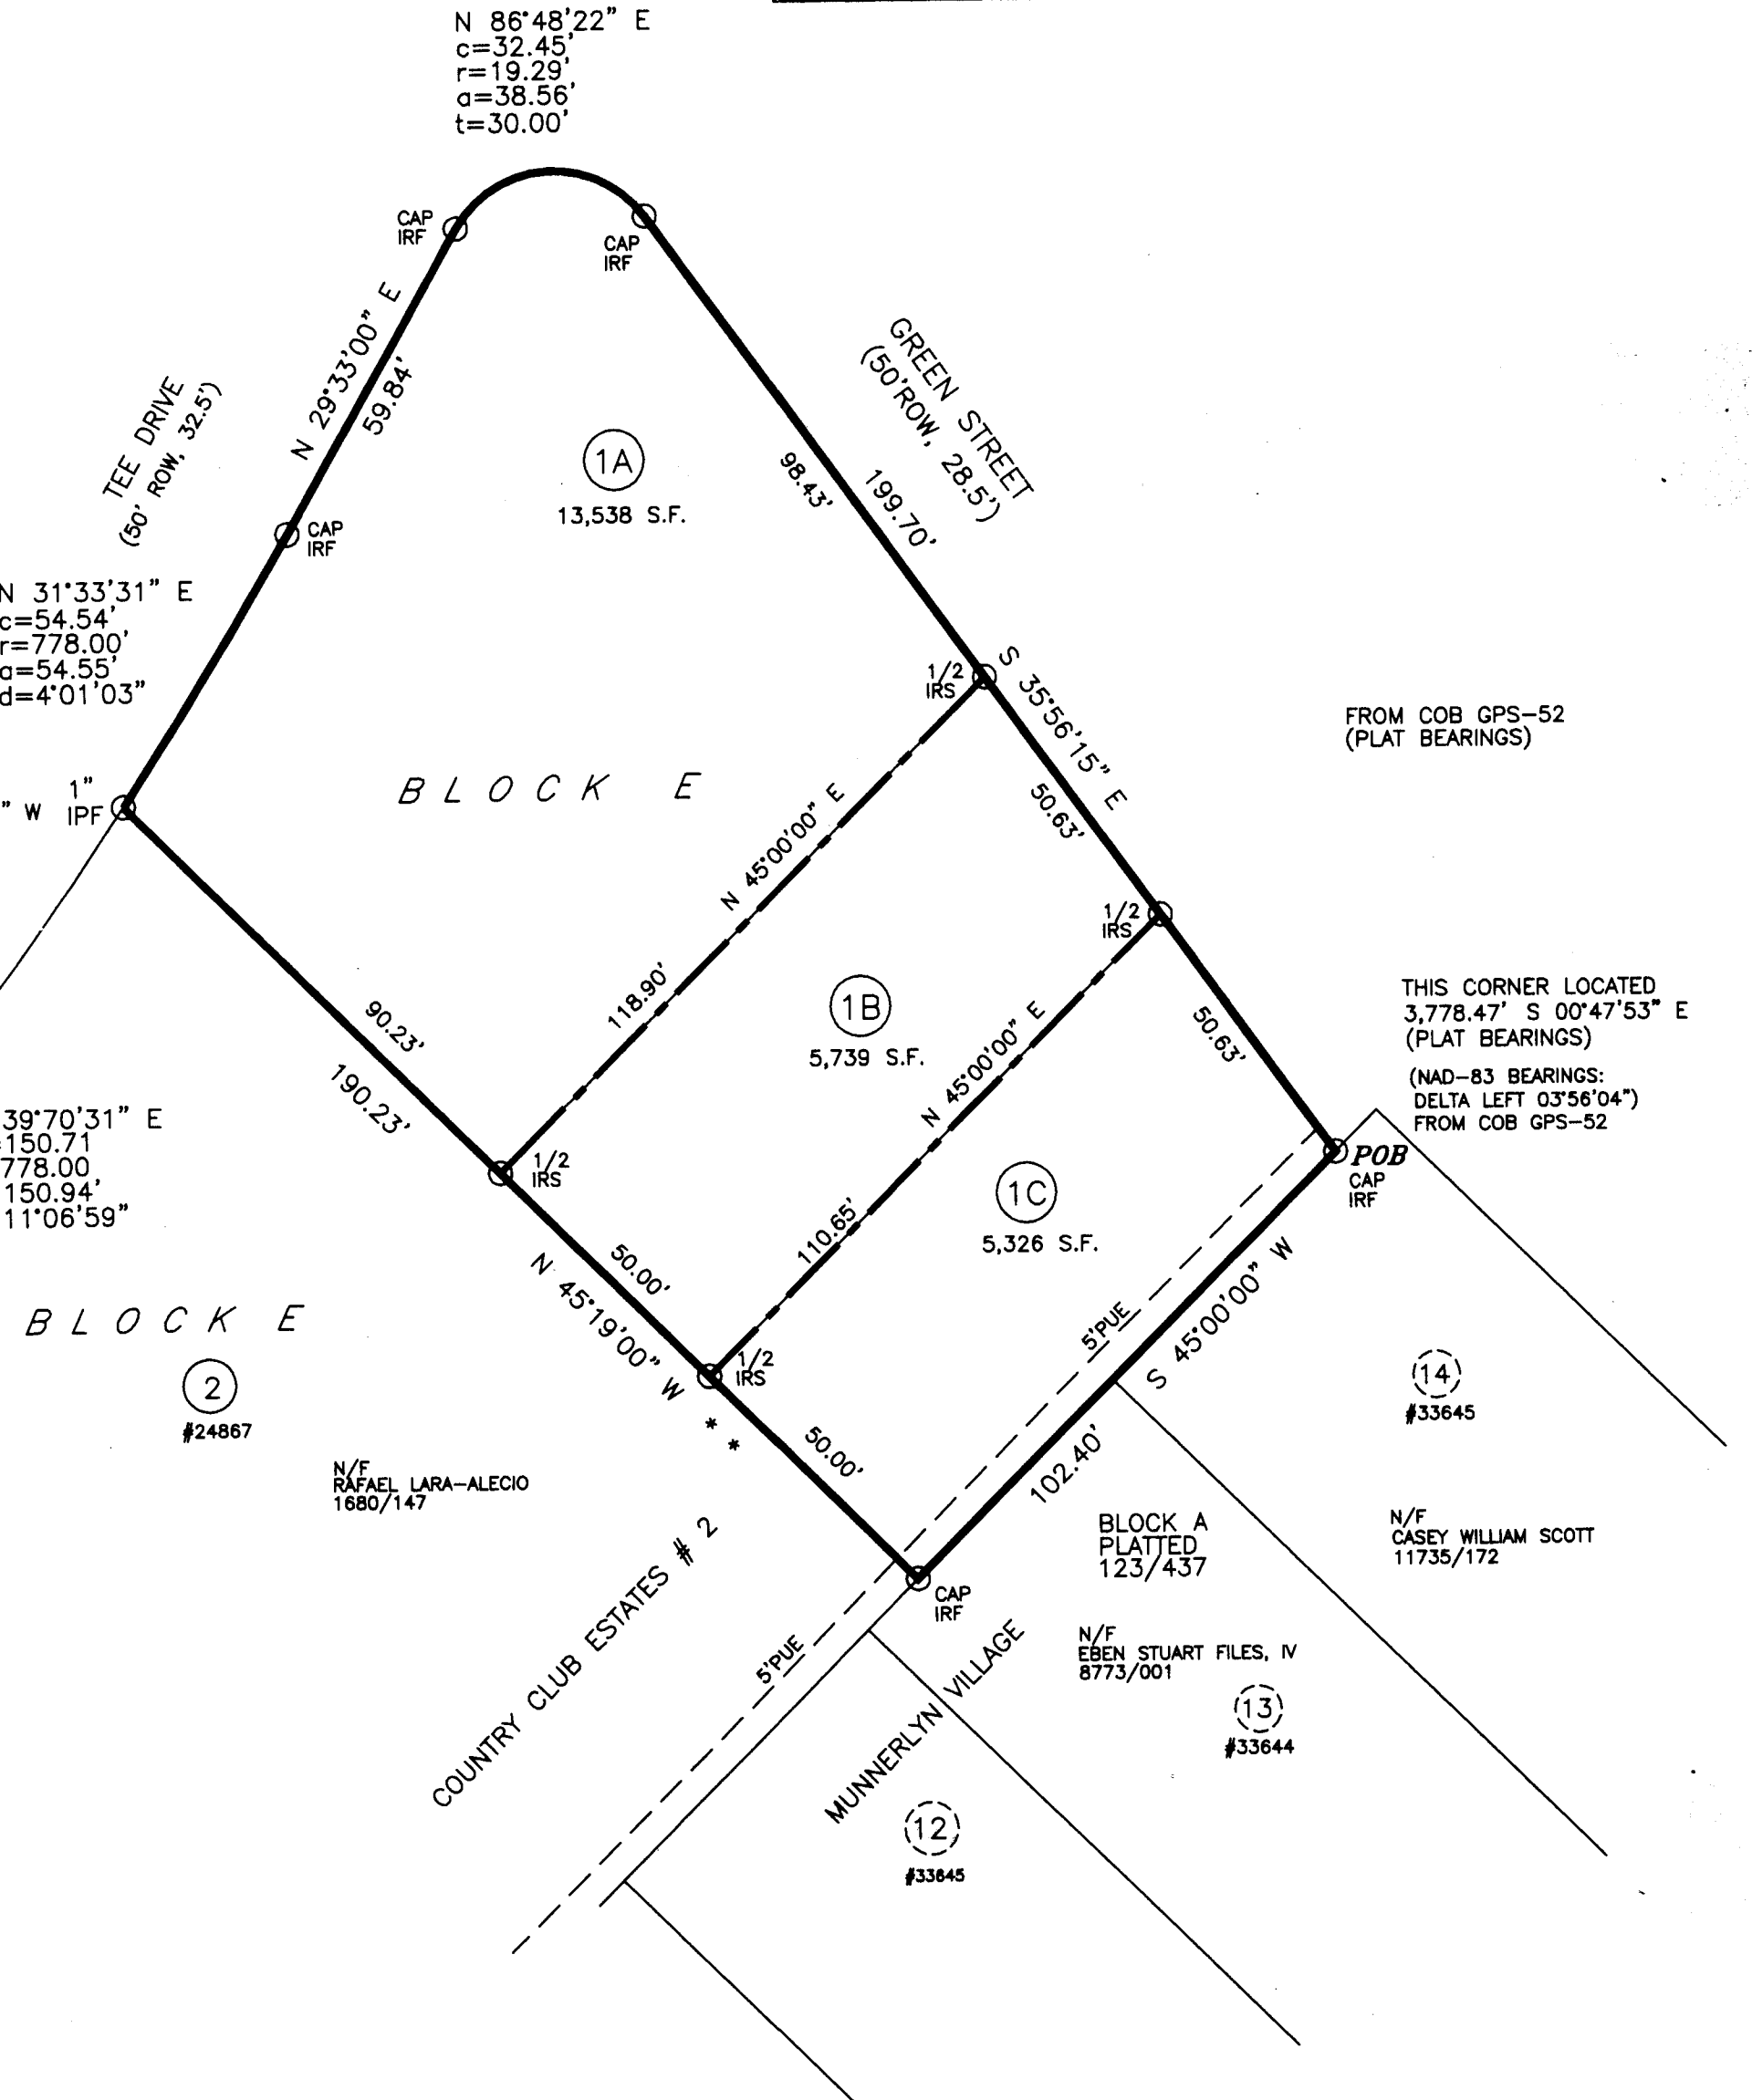 N 86°48'22" E
c=32.45'
r=19.29'
a=38.56'
t=30.00'
CAP
IRF
CAP
IRF
N 29°33'00" E
59.84'
TEE DRIVE
(50' ROW, 32.5')
GREEN STREET
(50'ROW, 28.5')
1A
13,538 S.F.
98.43'
199.70'
CAP
IRF
N 31°33'31" E
c=54.54'
r=778.00'
a=54.55'
d=4°01'03"
1/2
IRS
S 35°56'15" E
FROM COB GPS-52
(PLAT BEARINGS)
" W
1"
IPF
BLOCK E
N 45°00'00" E
118.90'
50.63'
1/2
IRS
1B
5,739 S.F.
N 45°00'00" E
110.65'
50.63'
THIS CORNER LOCATED
3,778.47' S 00°47'53" E
(PLAT BEARINGS)
(NAD-83 BEARINGS:
DELTA LEFT 03°56'04")
FROM COB GPS-52
90.23'
190.23'
39°70'31" E
=150.71
778.00
150.94'
11°06'59"
1/2
IRS
POB
CAP
IRF
1C
5,326 S.F.
50.00'
N 45°19'00" W * *
BLOCK E
2
#24867
1/2
IRS
5'PUE
S 45°00'00" W
102.40'
14
#33645
50.00'
N/F
RAFAEL LARA-ALECIO
1680/147
BLOCK A
PLATTED
123/437
N/F
CASEY WILLIAM SCOTT
11735/172
CAP
IRF
COUNTRY CLUB ESTATES # 2
5'PUE
MUNNERLYN VILLAGE
N/F
EBEN STUART FILES, IV
8773/001
13
#33644
12
#33645